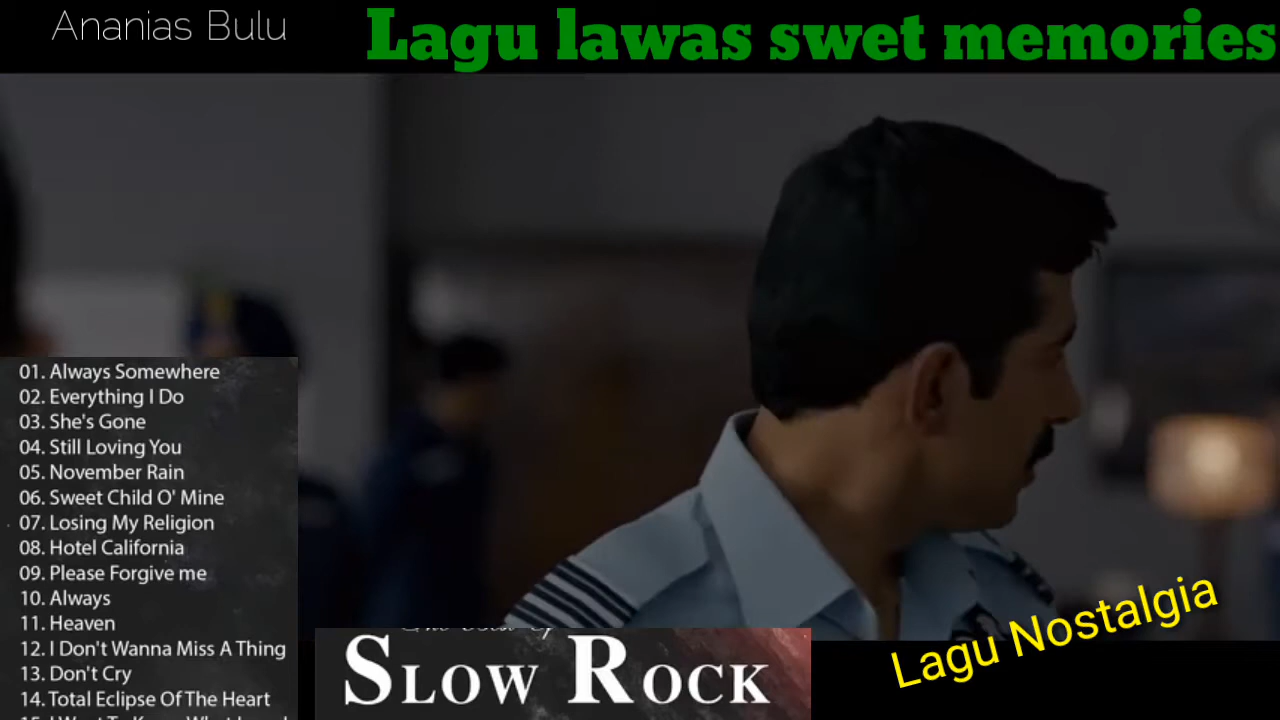 Ananias Bulu
Lagu lawas swet memories
01. Always Somewhere
02. Everything I Do
03. She's Gone
04. Still Loving You
05. November Rain
06. Sweet Child O' Mine
07. Losing My Religion
08. Hotel California
09. Please Forgive me
10. Always
11. Heaven
12. I Don't Wanna Miss A Thing
13. Don't Cry
14. Total Eclipse Of The Heart
SLOW ROCK
Lagu Nostalgia